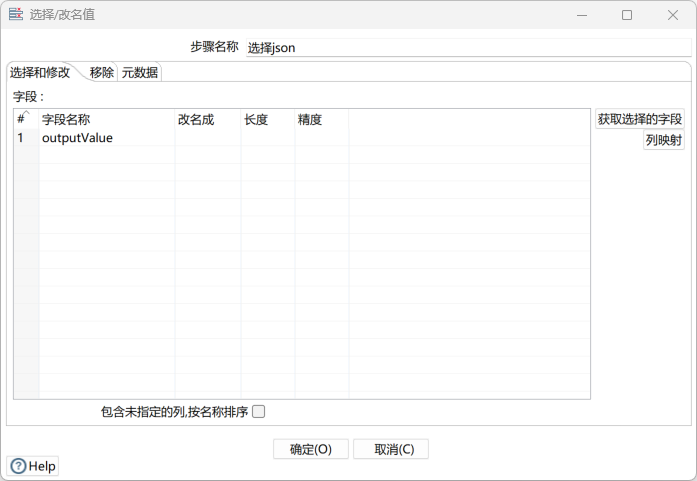 选择/改名值
步骤名称 选择json
选择和修改 移除 元数据
字段 :
# 字段名称 改名成 长度 精度
1 outputValue
获取选择的字段
列映射
包含未指定的列,按名称排序
确定(O) 取消(C)
Help